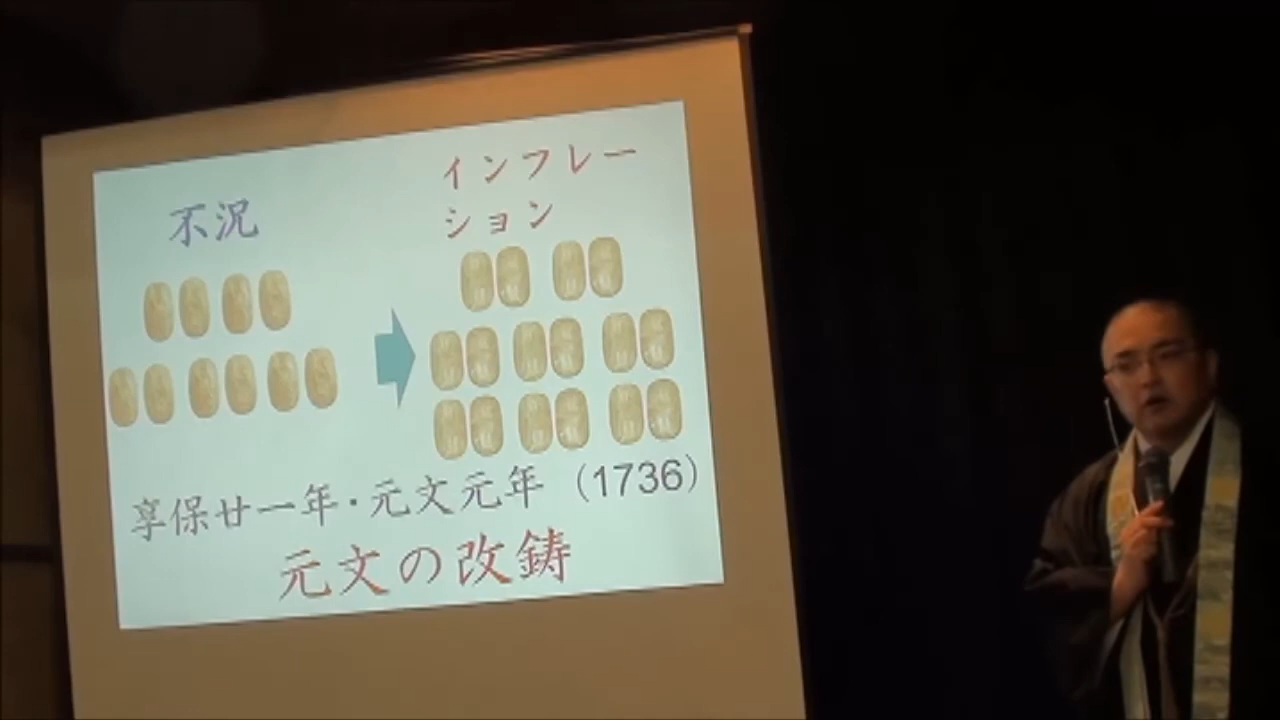 不況
インフレー
ション
享保廿一年・元文元年 (1736)
元文の改鋳